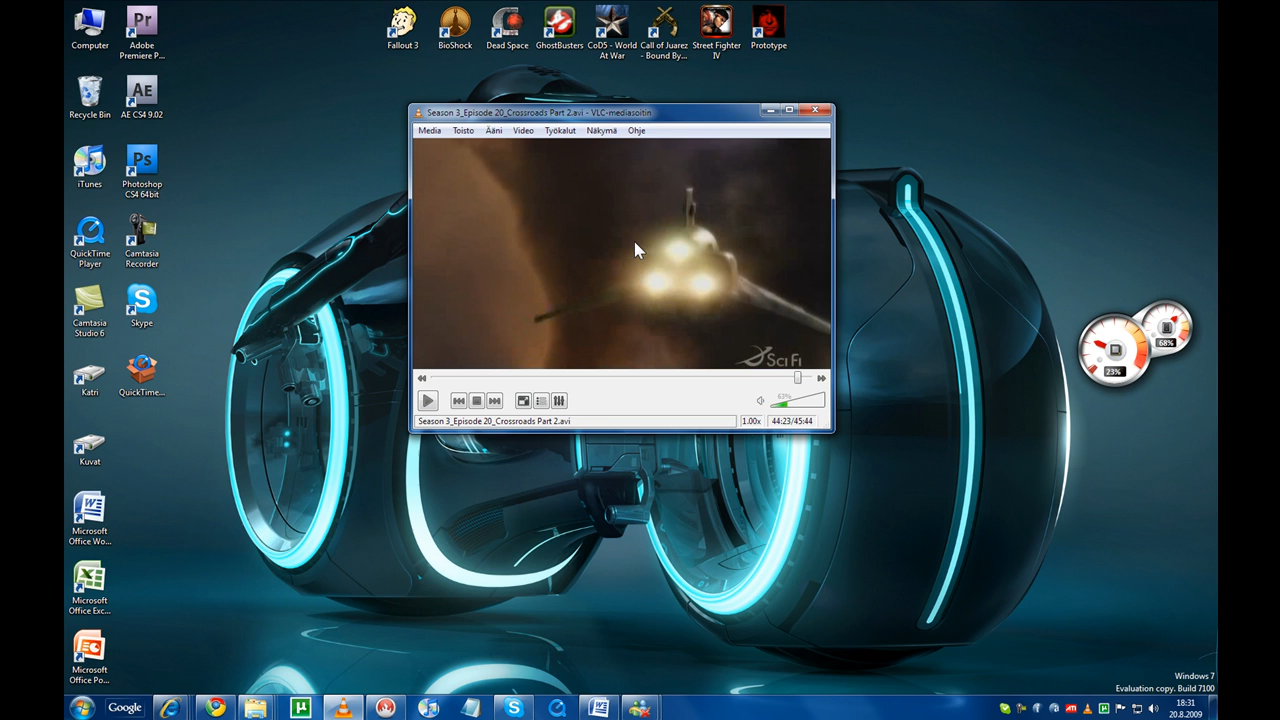 Computer
Adobe
Premiere P...
Fallout 3
BioShock
Dead Space
GhostBusters
CoD5 - World
At War
Call of Juarez
- Bound By...
Street Fighter
IV
Prototype
Recycle Bin
AE CS4 9.02
iTunes
Photoshop
CS4 64bit
QuickTime
Player
Camtasia
Recorder
Camtasia
Studio 6
Skype
Katri
QuickTime...
Kuvat
Microsoft
Office Wo...
Microsoft
Office Exc...
Microsoft
Office Po...
Pr
AE
Ps
Season 3_Episode 20_Crossroads Part 2.avi - VLC-mediasoitin
Media Toisto Ääni Video Työkalut Näkymä Ohje
SCI FI
63%
Season 3_Episode 20_Crossroads Part 2.avi
1.00x
44:23/45:44
68%
23%
Windows 7
Evaluation copy. Build 7100
Google
18:31
20.8.2009